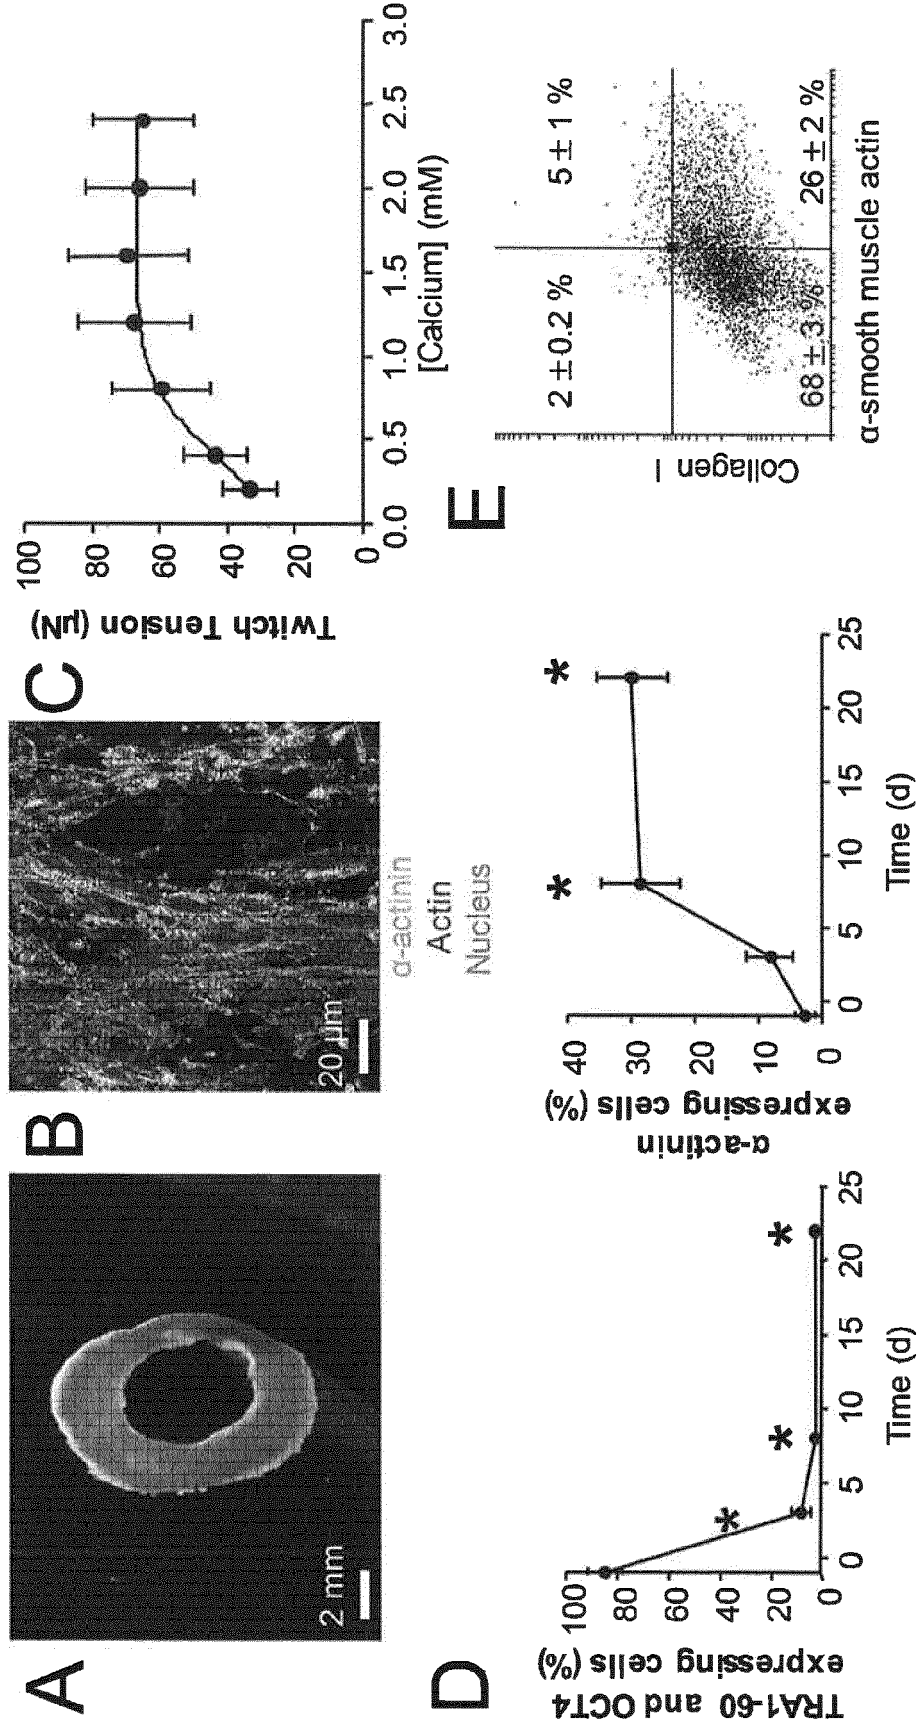 A
2 mm
B
20 µm
α-actinin
Actin
Nucleus
C
Twitch Tension (µN)
100
80
60
40
20
0
0.0 0.5 1.0 1.5 2.0 2.5 3.0
[Calcium] (mM)
D
TRA1-60 and OCT4
expressing cells (%)
100
80
60
40
20
0
0 5 10 15 20 25
Time (d)
* * *
α-actinin
expressing cells (%)
40
30
20
10
0
0 5 10 15 20 25
Time (d)
* *
E
Collagen I
2 ± 0.2 % 5 ± 1 %
68 ± 3 % 26 ± 2 %
α-smooth muscle actin